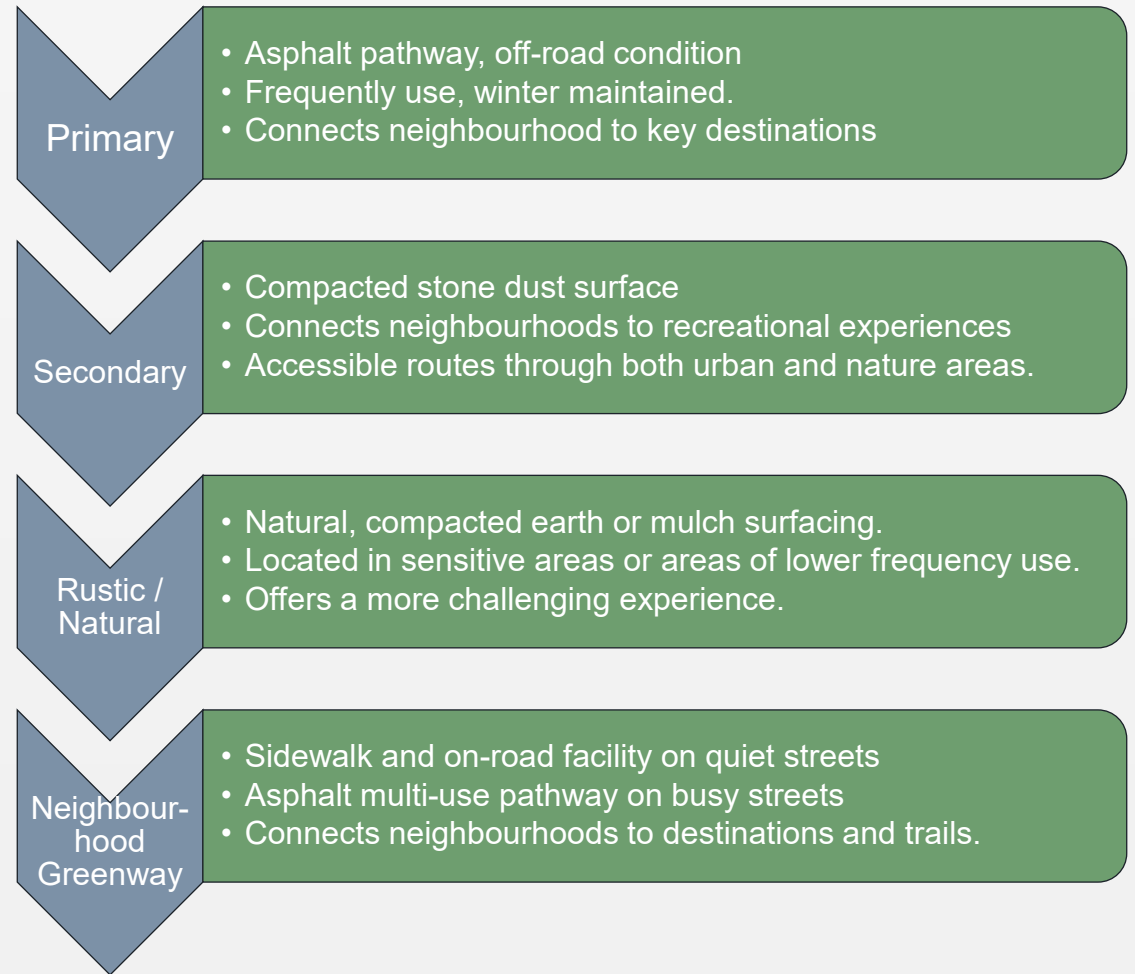 Primary
• Asphalt pathway, off-road condition
• Frequently use, winter maintained.
• Connects neighbourhood to key destinations
Secondary
• Compacted stone dust surface
• Connects neighbourhoods to recreational experiences
• Accessible routes through both urban and nature areas.
Rustic /
Natural
• Natural, compacted earth or mulch surfacing.
• Located in sensitive areas or areas of lower frequency use.
• Offers a more challenging experience.
Neighbour-
hood
Greenway
• Sidewalk and on-road facility on quiet streets
• Asphalt multi-use pathway on busy streets
• Connects neighbourhoods to destinations and trails.